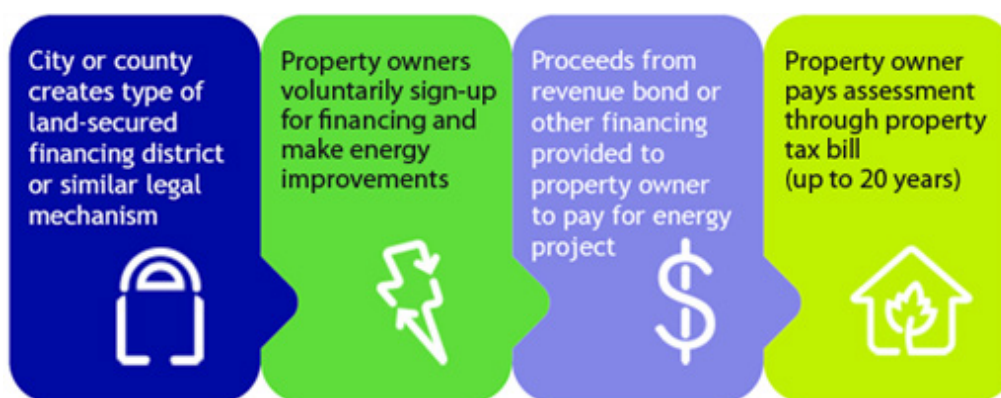 City or county
creates type of
land-secured
financing district
or similar legal
mechanism
Property owners
voluntarily sign-up
for financing and
make energy
improvements
Proceeds from
revenue bond or
other financing
provided to
property owner
to pay for energy
project
Property owner
pays assessment
through property
tax bill
(up to 20 years)